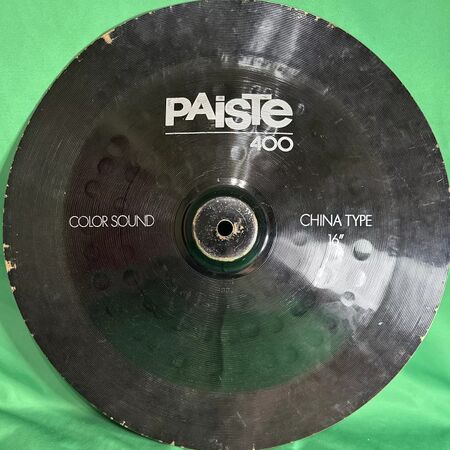 PAiSTe
400
COLOR SOUND
CHINA TYPE
16"